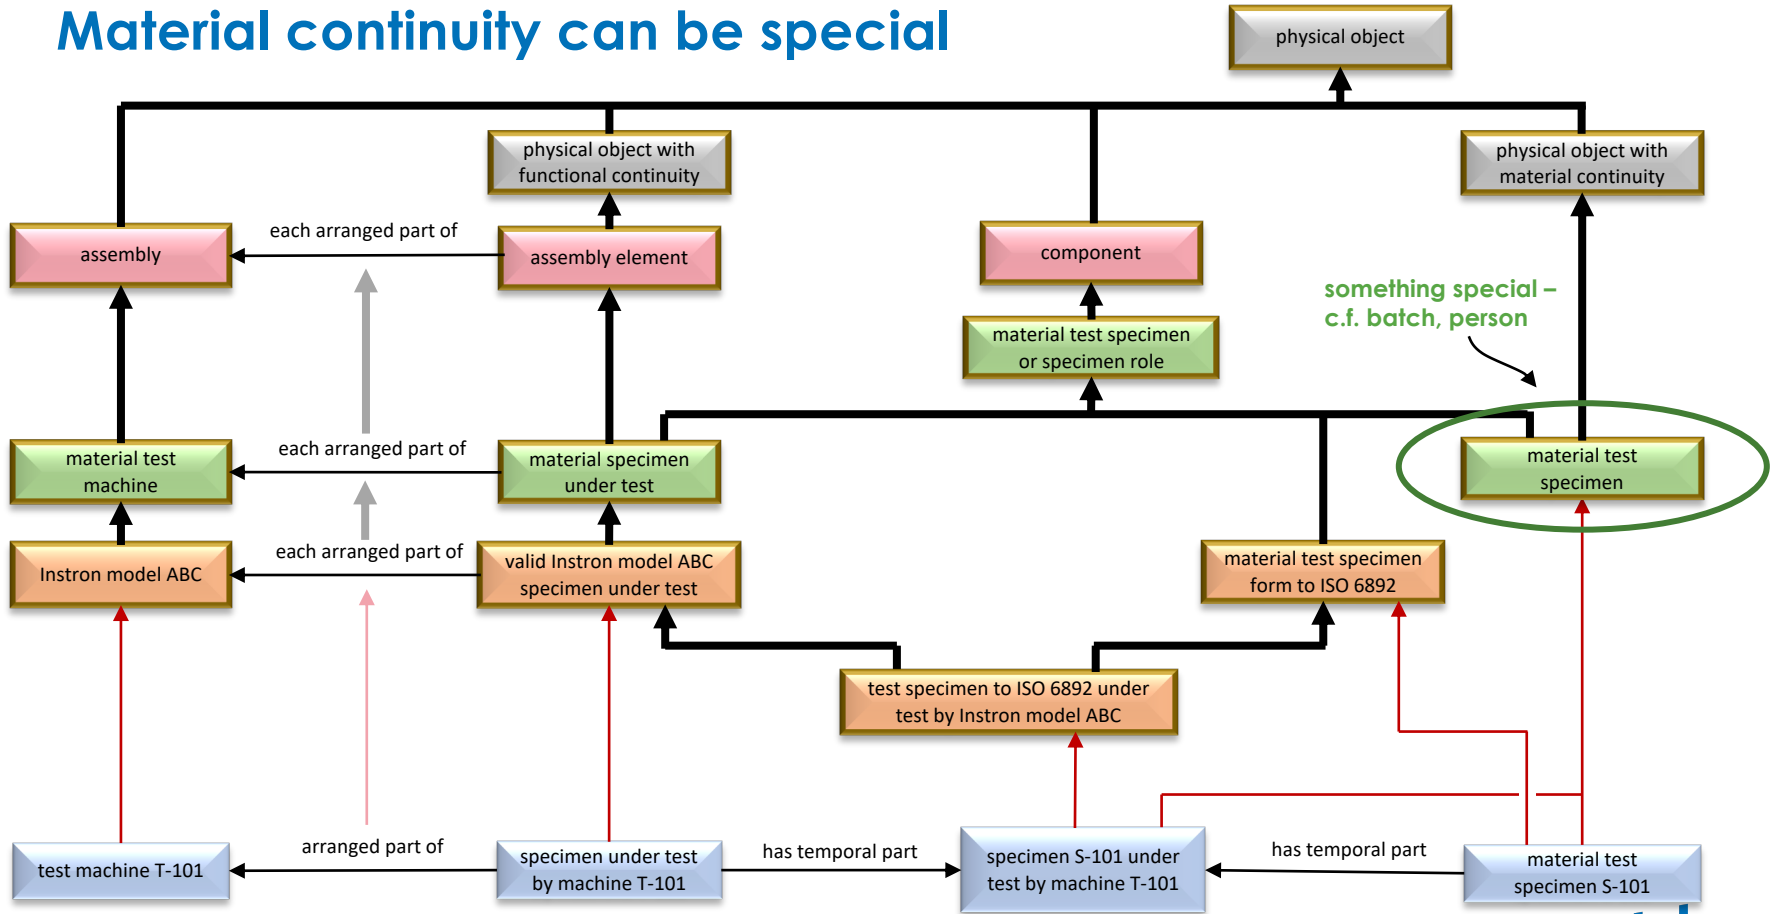 Material continuity can be special
physical object
physical object with
functional continuity
physical object with
material continuity
assembly
each arranged part of
assembly element
component
something special –
c.f. batch, person
material test specimen
or specimen role
material test
machine
each arranged part of
material specimen
under test
material test
specimen
Instron model ABC
each arranged part of
valid Instron model ABC
specimen under test
material test specimen
form to ISO 6892
test specimen to ISO 6892 under
test by Instron model ABC
test machine T-101
arranged part of
specimen under test
by machine T-101
has temporal part
specimen S-101 under
test by machine T-101
has temporal part
material test
specimen S-101